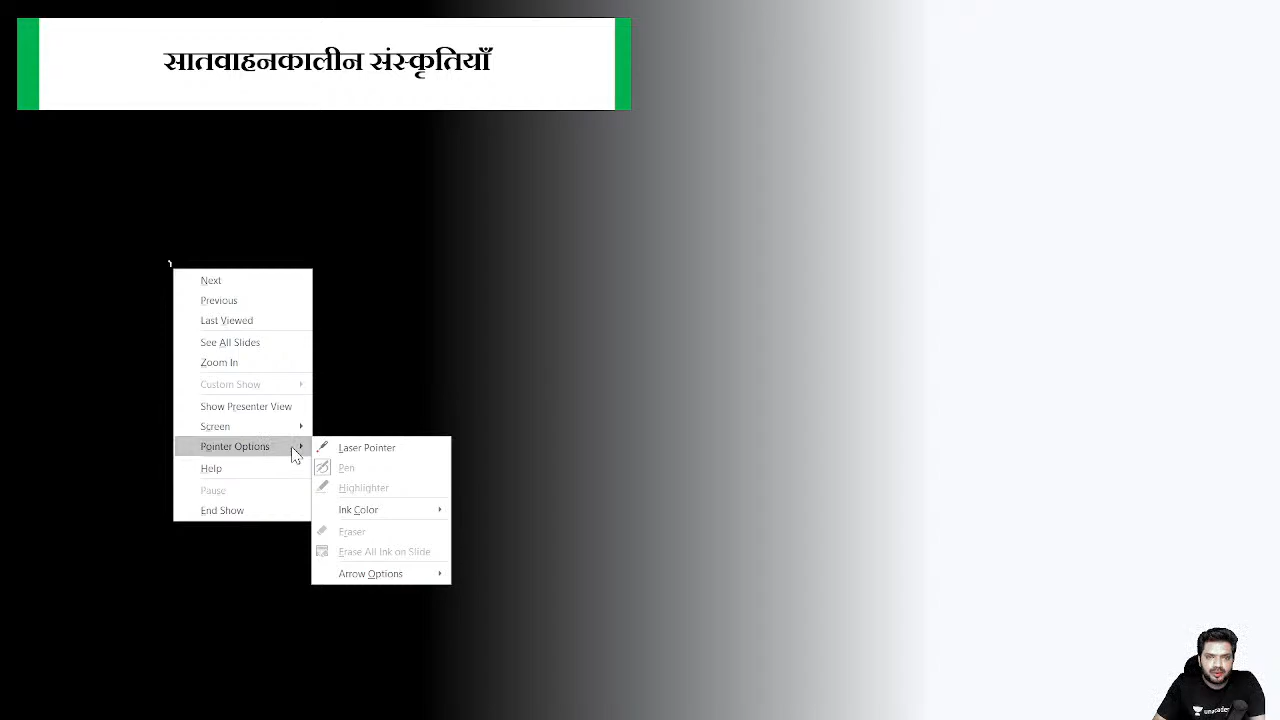 सातवाहनकालीन संस्कृतियाँ
Next
Previous
Last Viewed
See All Slides
Zoom In
Custom Show
Show Presenter View
Screen
Pointer Options
Help
Pause
End Show
Laser Pointer
Pen
Highlighter
Ink Color
Eraser
Erase All Ink on Slide
Arrow Options